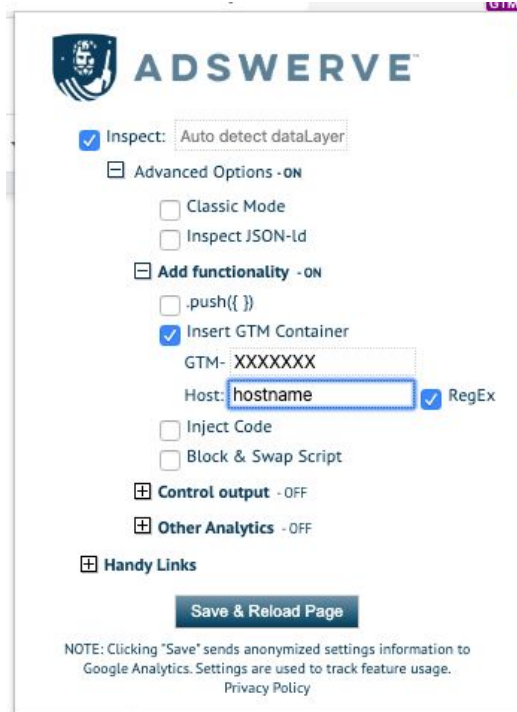 GTM
ADSWERVE™
Inspect: Auto detect dataLayer
Advanced Options - ON
Classic Mode
Inspect JSON-ld
Add functionality - ON
.push({ })
Insert GTM Container
GTM- XXXXXXX
Host: hostname RegEx
Inject Code
Block & Swap Script
Control output - OFF
Other Analytics - OFF
Handy Links
Save & Reload Page
NOTE: Clicking "Save" sends anonymized settings information to
Google Analytics. Settings are used to track feature usage.
Privacy Policy